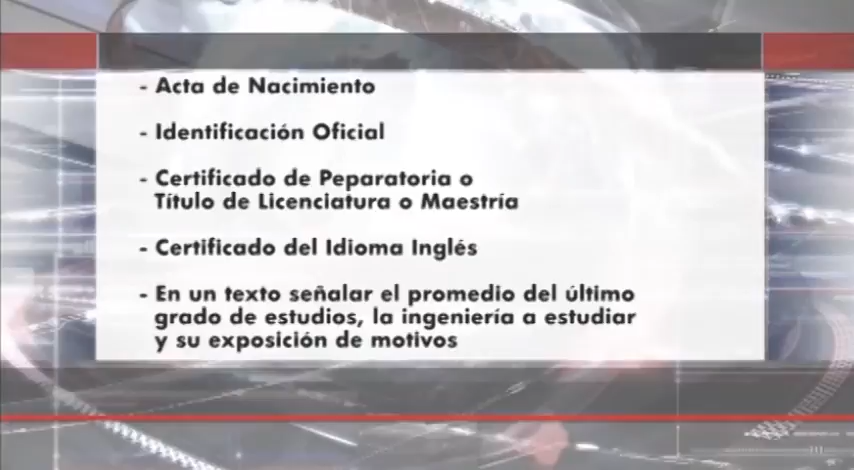 - Acta de Nacimiento
- Identificación Oficial
- Certificado de Peparatoria o
Título de Licenciatura o Maestría
- Certificado del Idioma Inglés
- En un texto señalar el promedio del último
grado de estudios, la ingeniería a estudiar
y su exposición de motivos